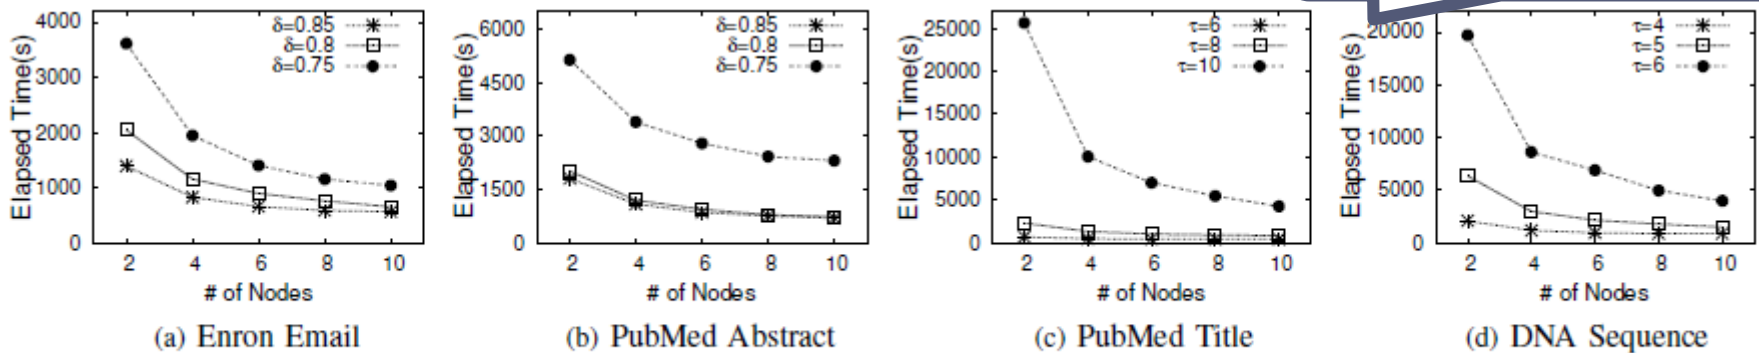 4000
3000
2000
1000
0
Elapsed Time(s)
δ=0.85
δ=0.8
δ=0.75
2 4 6 8 10
# of Nodes
(a) Enron Email
6000
4500
3000
1500
0
Elapsed Time(s)
δ=0.85
δ=0.8
δ=0.75
2 4 6 8 10
# of Nodes
(b) PubMed Abstract
25000
20000
15000
10000
5000
0
Elapsed Time(s)
τ=6
τ=8
τ=10
2 4 6 8 10
# of Nodes
(c) PubMed Title
20000
15000
10000
5000
0
Elapsed Time(s)
τ=4
τ=5
τ=6
2 4 6 8 10
# of Nodes
(d) DNA Sequence